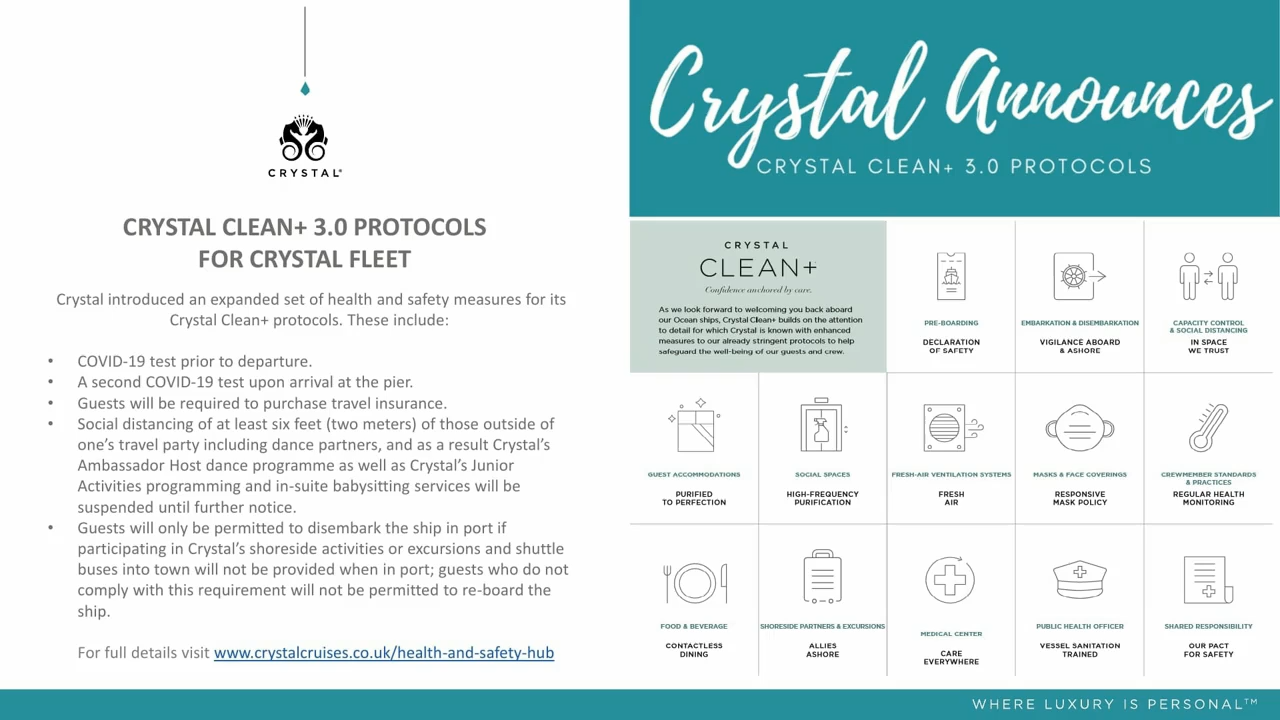 CRYSTAL®
CRYSTAL CLEAN+ 3.0 PROTOCOLS
FOR CRYSTAL FLEET
Crystal introduced an expanded set of health and safety measures for its
Crystal Clean+ protocols. These include:
• COVID-19 test prior to departure.
• A second COVID-19 test upon arrival at the pier.
• Guests will be required to purchase travel insurance.
• Social distancing of at least six feet (two meters) of those outside of
one's travel party including dance partners, and as a result Crystal's
Ambassador Host dance programme as well as Crystal's Junior
Activities programming and in-suite babysitting services will be
suspended until further notice.
• Guests will only be permitted to disembark the ship in port if
participating in Crystal's shoreside activities or excursions and shuttle
buses into town will not be provided when in port; guests who do not
comply with this requirement will not be permitted to re-board the
ship.
For full details visit www.crystalcruises.co.uk/health-and-safety-hub
Crystal Announces
CRYSTAL CLEAN+ 3.0 PROTOCOLS
CRYSTAL
CLEAN+
Confidence anchored by care.
As we look forward to welcoming you back aboard
our Ocean ships, Crystal Clean+ builds on the attention
to detail for which Crystal is known with enhanced
measures to our already stringent protocols to help
safeguard the well-being of our guests and crew.
PRE-BOARDING
DECLARATION
OF SAFETY
EMBARKATION & DISEMBARKATION
VIGILANCE ABOARD
& ASHORE
CAPACITY CONTROL
& SOCIAL DISTANCING
IN SPACE
WE TRUST
GUEST ACCOMMODATIONS
PURIFIED
TO PERFECTION
SOCIAL SPACES
HIGH-FREQUENCY
PURIFICATION
FRESH-AIR VENTILATION SYSTEMS
FRESH
AIR
MASKS & FACE COVERINGS
RESPONSIVE
MASK POLICY
CREWMEMBER STANDARDS
& PRACTICES
REGULAR HEALTH
MONITORING
FOOD & BEVERAGE
CONTACTLESS
DINING
SHORESIDE PARTNERS & EXCURSIONS
ALLIES
ASHORE
MEDICAL CENTER
CARE
EVERYWHERE
PUBLIC HEALTH OFFICER
VESSEL SANITATION
TRAINED
SHARED RESPONSIBILITY
OUR PACT
FOR SAFETY
WHERE LUXURY IS PERSONAL™